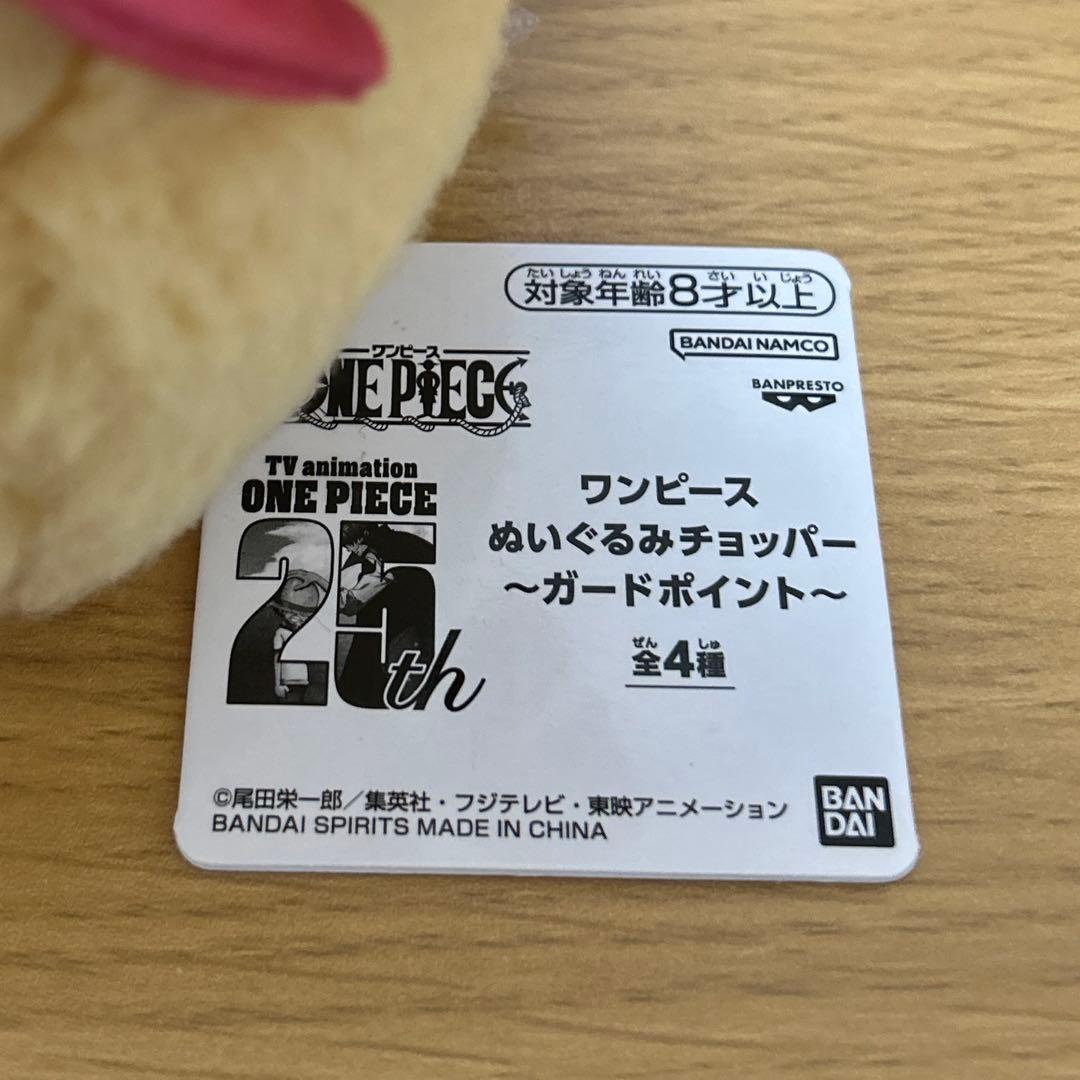 たいしょうねんれい さいいじょう
対象年齢8才以上
BANDAI NAMCO
BANPRESTO
ワンピース
ONE PIECE
TV animation
ONE PIECE
25th
ワンピース
ぬいぐるみチョッパー
～ガードポイント～
ぜん しゅ
全4種
©尾田栄一郎／集英社・フジテレビ・東映アニメーション
BANDAI SPIRITS MADE IN CHINA
BAN
DAI